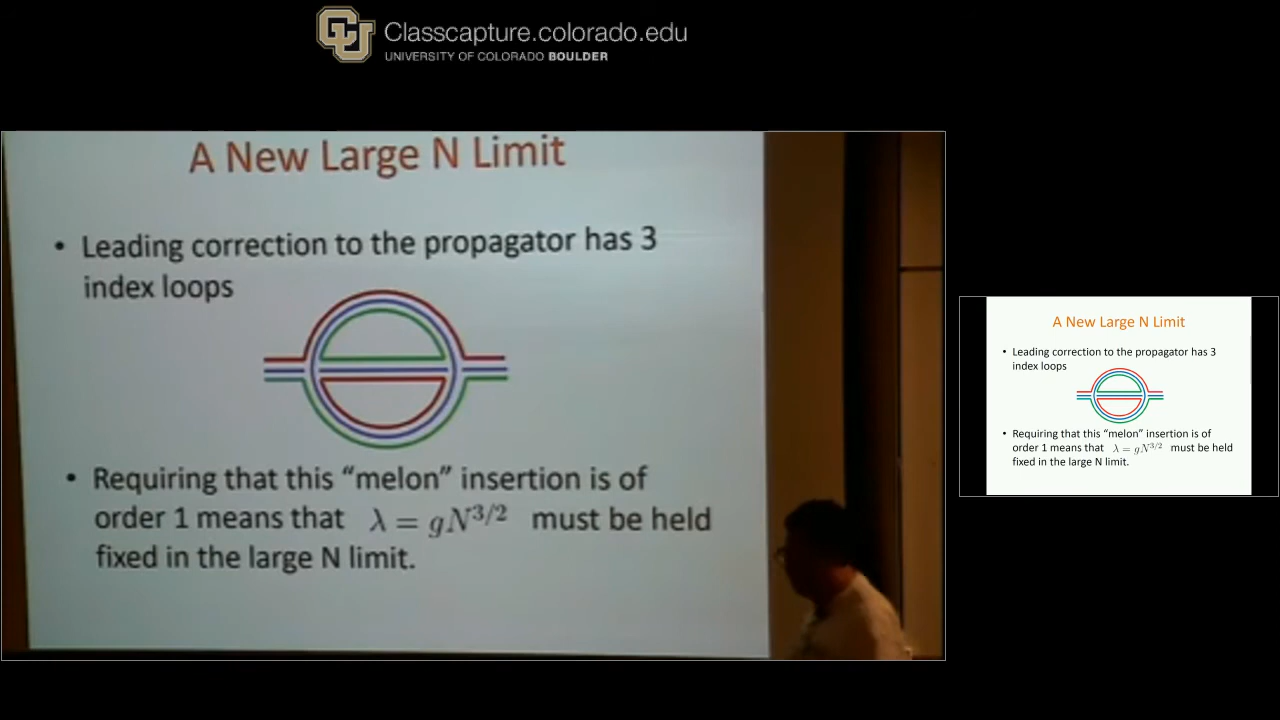 Classcapture.colorado.edu
UNIVERSITY OF COLORADO BOULDER
A New Large N Limit
• Leading correction to the propagator has 3
index loops
• Requiring that this “melon” insertion is of
order 1 means that λ = gN^{3/2} must be held
fixed in the large N limit.
A New Large N Limit
• Leading correction to the propagator has 3
index loops
• Requiring that this “melon” insertion is of
order 1 means that λ = gN^{3/2} must be held
fixed in the large N limit.